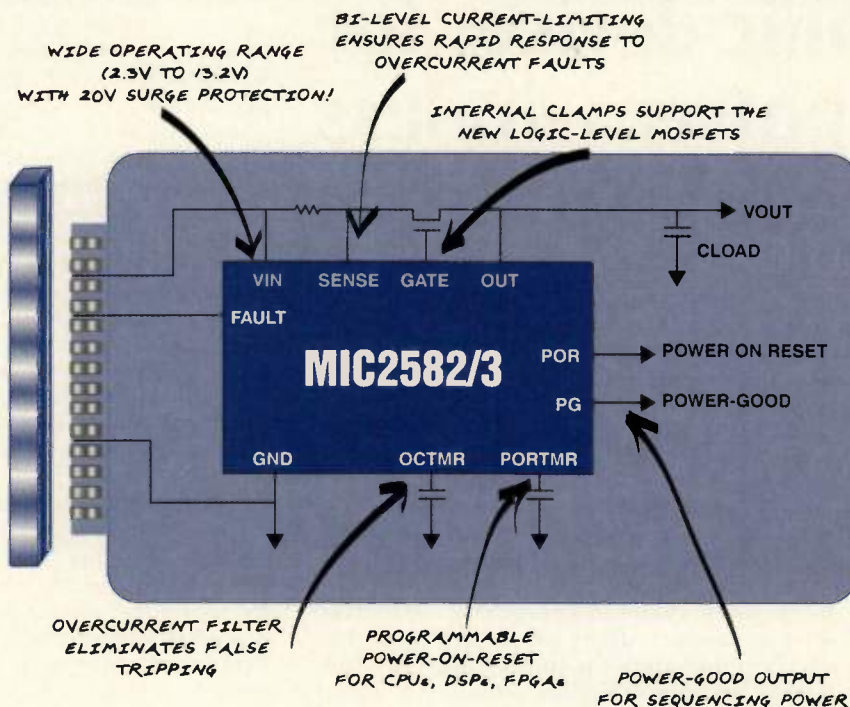 BI-LEVEL CURRENT-LIMITING
ENSURES RAPID RESPONSE TO
OVERCURRENT FAULTS
WIDE OPERATING RANGE
(2.3V TO 13.2V)
WITH 20V SURGE PROTECTION!
INTERNAL CLAMPS SUPPORT THE
NEW LOGIC-LEVEL MOSFETS
VOUT
CLOAD
VIN SENSE GATE OUT
FAULT
MIC2582/3
POR
POWER ON RESET
PG
POWER-GOOD
GND OCTMR PORTMR
OVERCURRENT FILTER
ELIMINATES FALSE
TRIPPING
PROGRAMMABLE
POWER-ON-RESET
FOR CPUs, DSPs, FPGAs
POWER-GOOD OUTPUT
FOR SEQUENCING POWER